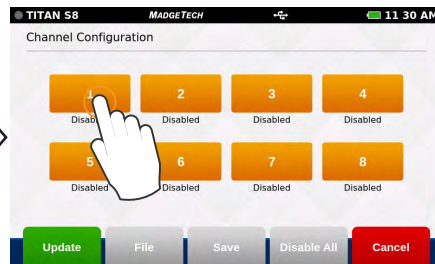 TITAN S8 MADGETECH 11 30 AM
Channel Configuration
1 2 3 4
Disabled Disabled Disabled Disabled
5 6 7 8
Disabled Disabled Disabled Disabled
Update File Save Disable All Cancel